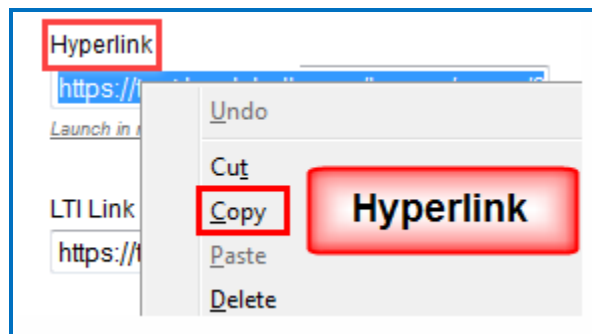 Hyperlink
https://t
Launch in
Undo
Cut
LTI Link
Copy
Hyperlink
https://t
Paste
Delete